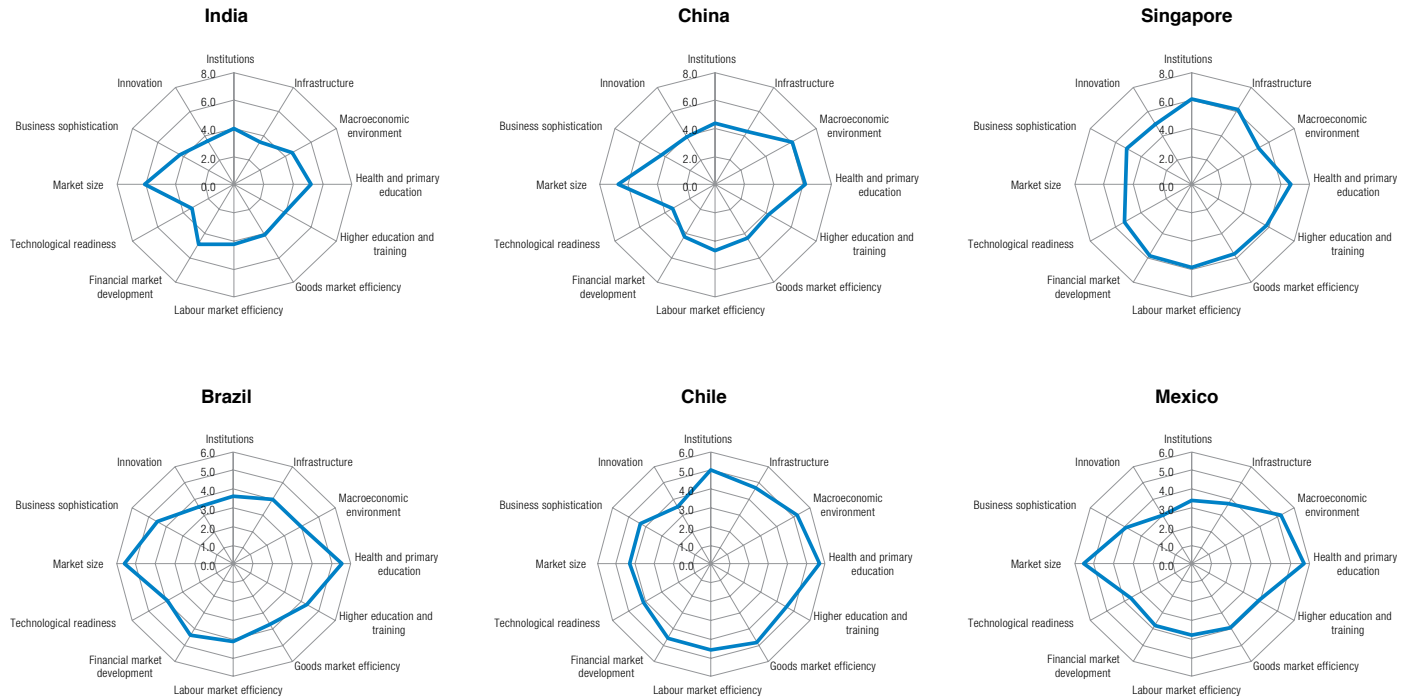 India
Institutions
Infrastructure
Macroeconomic
environment
Health and primary
education
Higher education and
training
Goods market efficiency
Labour market efficiency
Financial market
development
Technological readiness
Market size
Business sophistication
Innovation
8.0
6.0
4.0
2.0
0.0
China
Institutions
Infrastructure
Macroeconomic
environment
Health and primary
education
Higher education and
training
Goods market efficiency
Labour market efficiency
Financial market
development
Technological readiness
Market size
Business sophistication
Innovation
8.0
6.0
4.0
2.0
0.0
Singapore
Institutions
Infrastructure
Macroeconomic
environment
Health and primary
education
Higher education and
training
Goods market efficiency
Labour market efficiency
Financial market
development
Technological readiness
Market size
Business sophistication
Innovation
8.0
6.0
4.0
2.0
0.0
Brazil
Institutions
Infrastructure
Macroeconomic
environment
Health and primary
education
Higher education and
training
Goods market efficiency
Labour market efficiency
Financial market
development
Technological readiness
Market size
Business sophistication
Innovation
6.0
5.0
4.0
3.0
2.0
1.0
0.0
Chile
Institutions
Infrastructure
Macroeconomic
environment
Health and primary
education
Higher education and
training
Goods market efficiency
Labour market efficiency
Financial market
development
Technological readiness
Market size
Business sophistication
Innovation
6.0
5.0
4.0
3.0
2.0
1.0
0.0
Mexico
Institutions
Infrastructure
Macroeconomic
environment
Health and primary
education
Higher education and
training
Goods market efficiency
Labour market efficiency
Financial market
development
Technological readiness
Market size
Business sophistication
Innovation
6.0
5.0
4.0
3.0
2.0
1.0
0.0